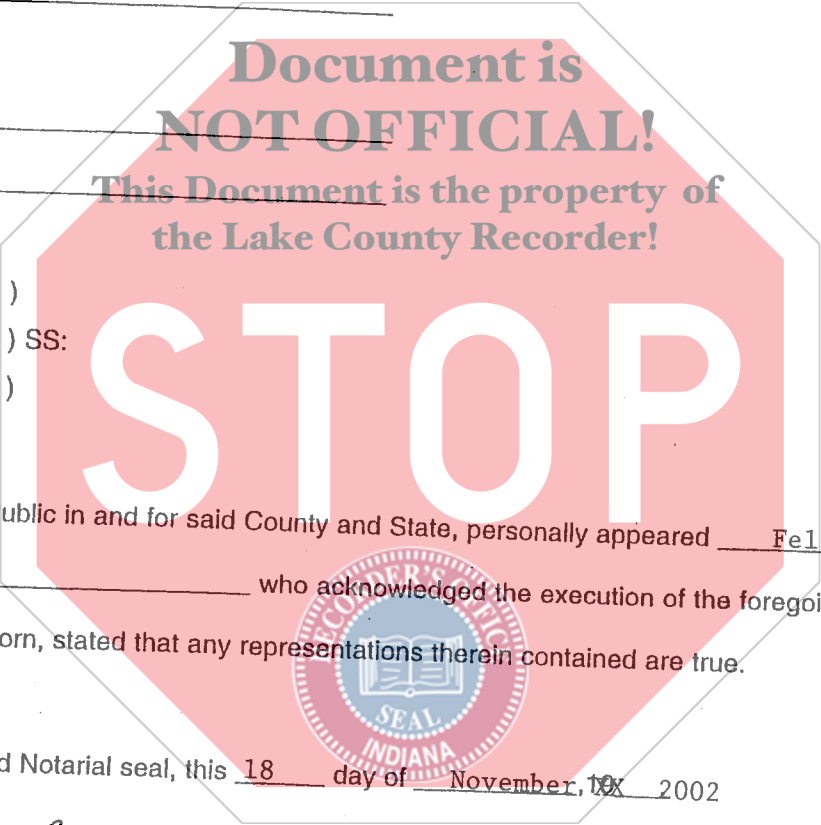 Document is
NOT OFFICIAL!
This Document is the property of
the Lake County Recorder!
)
) SS:
)
STOP
ublic in and for said County and State, personally appeared Fel
who acknowledged the execution of the foregoi
orn, stated that any representations therein contained are true.
RECORDER'S OFFIC
SEAL
INDIANA
d Notarial seal, this 18 day of November, 19XX 2002